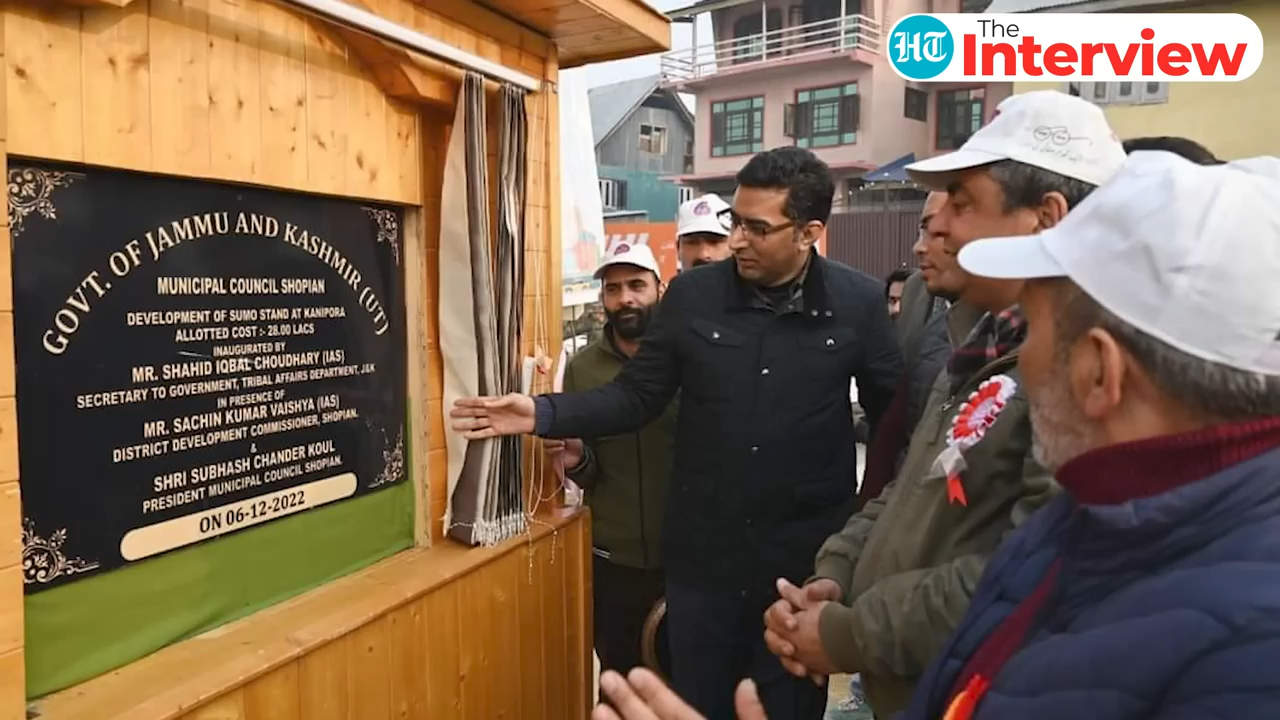 GOVT. OF JAMMU AND KASHMIR (UT)
MUNICIPAL COUNCIL SHOPIAN
DEVELOPMENT OF SUMO STAND AT KANIPORA
ALLOTTED COST :- 28.00 LACS
INAUGURATED BY
MR. SHAHID IQBAL CHOUDHARY (IAS)
SECRETARY TO GOVERNMENT, TRIBAL AFFAIRS DEPARTMENT, J&K
IN PRESENCE OF
MR. SACHIN KUMAR VAISHYA (IAS)
DISTRICT DEVELOPMENT COMMISSIONER, SHOPIAN.
&
SHRI SUBHASH CHANDER KOUL
PRESIDENT MUNICIPAL COUNCIL SHOPIAN.
ON 06-12-2022
HT
The
Interview